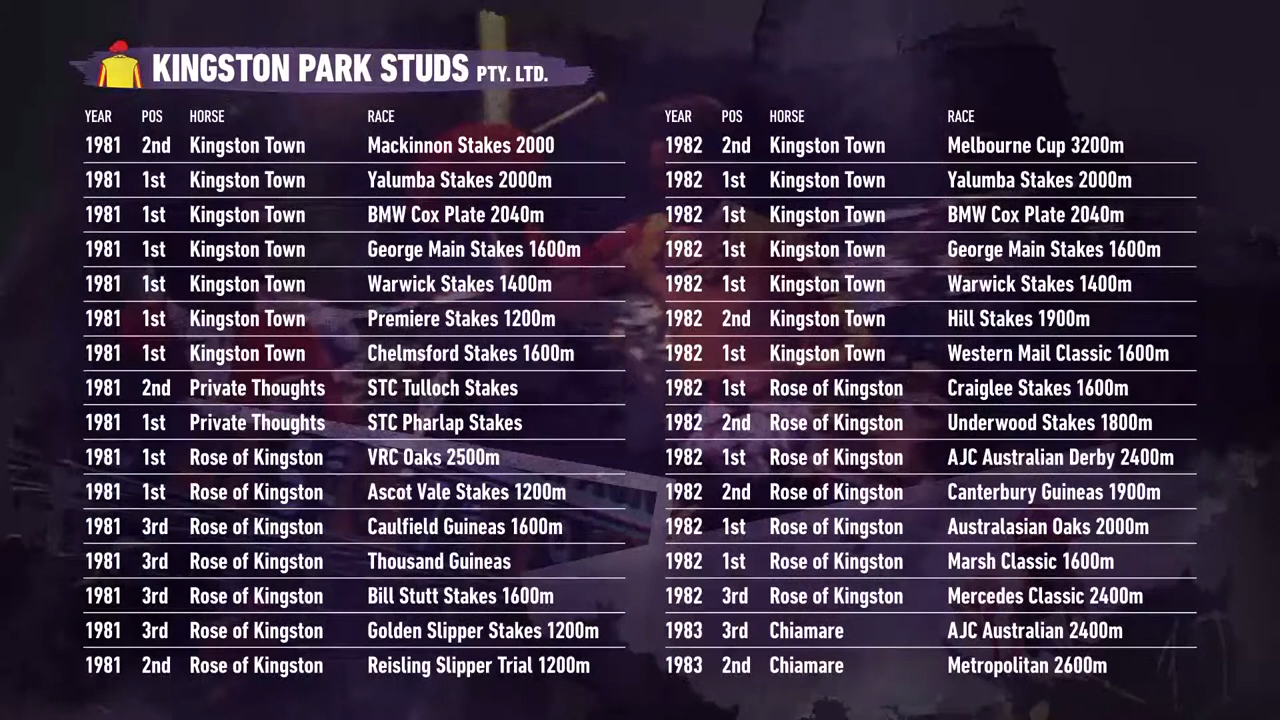 KINGSTON PARK STUDS PTY. LTD.
YEAR POS HORSE RACE
1981 2nd Kingston Town Mackinnon Stakes 2000
1981 1st Kingston Town Yalumba Stakes 2000m
1981 1st Kingston Town BMW Cox Plate 2040m
1981 1st Kingston Town George Main Stakes 1600m
1981 1st Kingston Town Warwick Stakes 1400m
1981 1st Kingston Town Premiere Stakes 1200m
1981 1st Kingston Town Chelmsford Stakes 1600m
1981 2nd Private Thoughts STC Tulloch Stakes
1981 1st Private Thoughts STC Pharlap Stakes
1981 1st Rose of Kingston VRC Oaks 2500m
1981 1st Rose of Kingston Ascot Vale Stakes 1200m
1981 3rd Rose of Kingston Caulfield Guineas 1600m
1981 3rd Rose of Kingston Thousand Guineas
1981 3rd Rose of Kingston Bill Stutt Stakes 1600m
1981 3rd Rose of Kingston Golden Slipper Stakes 1200m
1981 2nd Rose of Kingston Reisling Slipper Trial 1200m
YEAR POS HORSE RACE
1982 2nd Kingston Town Melbourne Cup 3200m
1982 1st Kingston Town Yalumba Stakes 2000m
1982 1st Kingston Town BMW Cox Plate 2040m
1982 1st Kingston Town George Main Stakes 1600m
1982 1st Kingston Town Warwick Stakes 1400m
1982 2nd Kingston Town Hill Stakes 1900m
1982 1st Kingston Town Western Mail Classic 1600m
1982 1st Rose of Kingston Craiglee Stakes 1600m
1982 2nd Rose of Kingston Underwood Stakes 1800m
1982 1st Rose of Kingston AJC Australian Derby 2400m
1982 2nd Rose of Kingston Canterbury Guineas 1900m
1982 1st Rose of Kingston Australasian Oaks 2000m
1982 1st Rose of Kingston Marsh Classic 1600m
1982 3rd Rose of Kingston Mercedes Classic 2400m
1983 3rd Chiamare AJC Australian 2400m
1983 2nd Chiamare Metropolitan 2600m